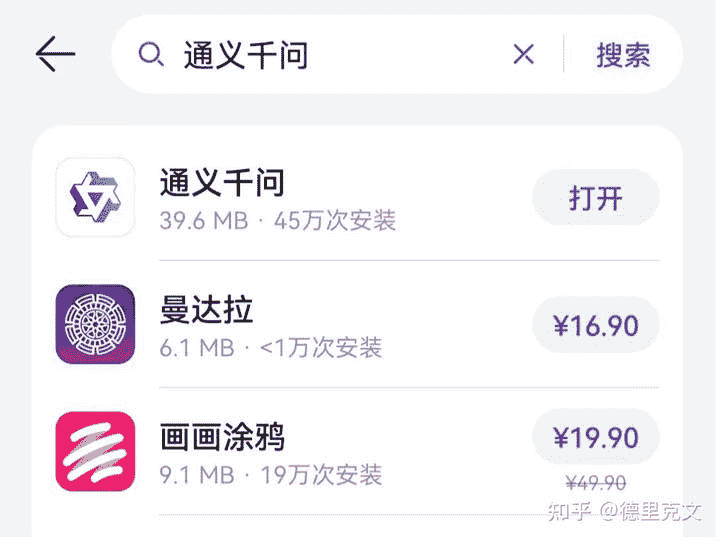 通义千问 搜索
通义千问
39.6 MB · 45万次安装
打开
曼达拉
6.1 MB · <1万次安装
¥16.90
画画涂鸦
9.1 MB · 19万次安装
¥19.90
¥49.90
知乎 @德里克文